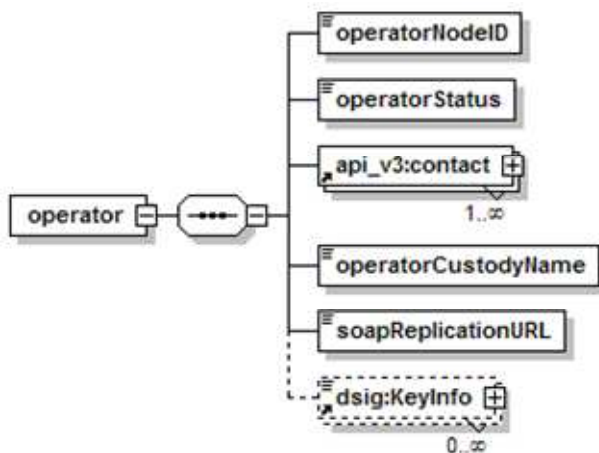 operatorNodeID
operatorStatus
api_v3:contact
1..∞
operator
operatorCustodyName
soapReplicationURL
dsig:KeyInfo
0..∞